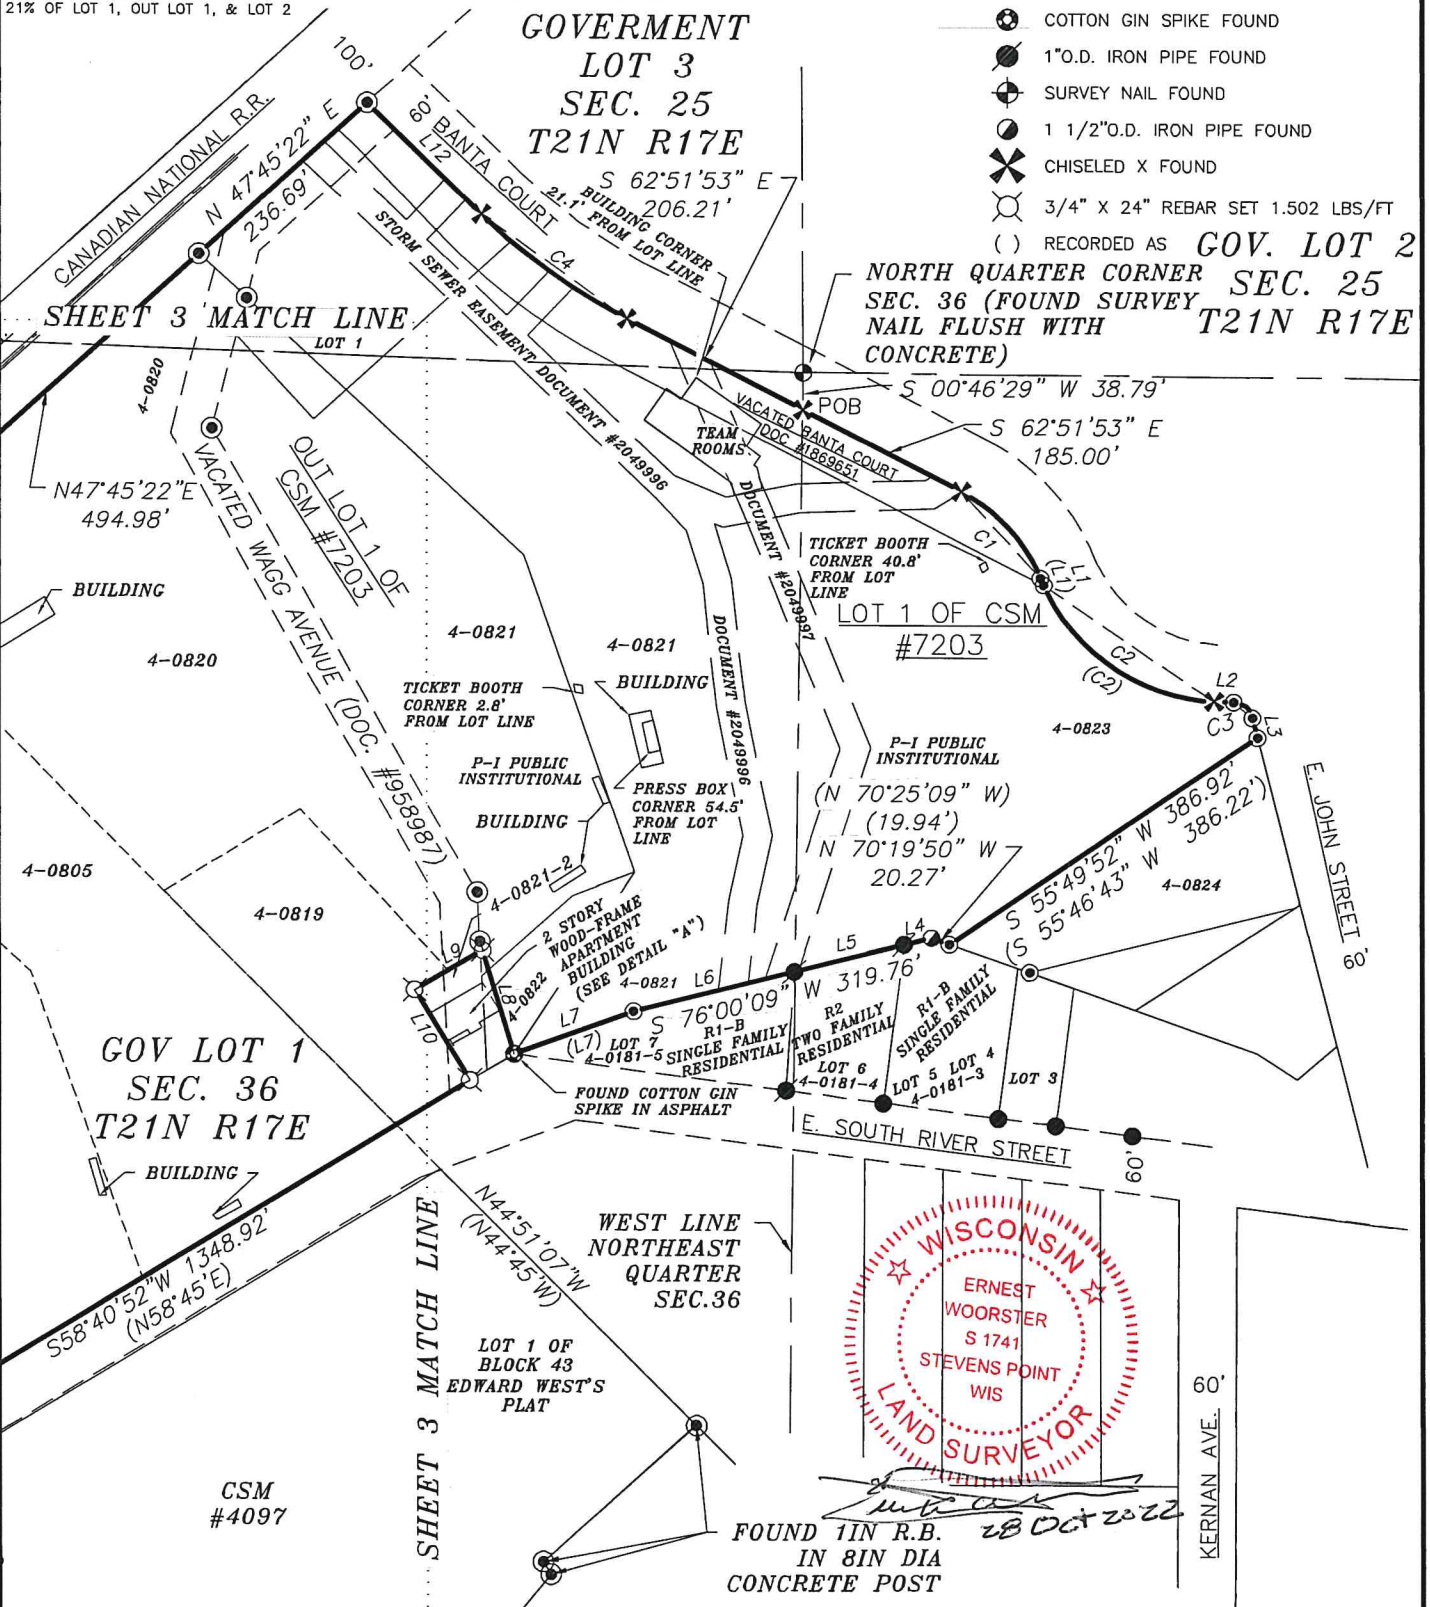 21% OF LOT 1, OUT LOT 1, & LOT 2
GOVERMENT
LOT 3
SEC. 25
T21N R17E
COTTON GIN SPIKE FOUND
1"O.D. IRON PIPE FOUND
SURVEY NAIL FOUND
1 1/2"O.D. IRON PIPE FOUND
CHISELED X FOUND
3/4" X 24" REBAR SET 1.502 LBS/FT
( ) RECORDED AS
GOV. LOT 2
SEC. 25
T21N R17E
NORTH QUARTER CORNER
SEC. 36 (FOUND SURVEY
NAIL FLUSH WITH
CONCRETE)
100'
CANADIAN NATIONAL R.R.
N 47°45'22" E
236.69'
60'
BANTA COURT
L12
S 62°51'53" E
206.21'
BUILDING CORNER
21.1' FROM LOT LINE
C4
STORM SEWER EASEMENT DOCUMENT #2049996
SHEET 3 MATCH LINE
LOT 1
4-0820
S 00°46'29" W 38.79'
POB
S 62°51'53" E
185.00'
VACATED BANTA COURT
DOC #1869651
TEAM
ROOMS
N47°45'22"E
494.98'
OUT LOT 1 OF
CSM #7203
VACATED WAGG AVENUE (DOC. #958987)
DOCUMENT #2049997
DOCUMENT #2049996
TICKET BOOTH
CORNER 40.8'
FROM LOT
LINE
C1
L1
(L1)
LOT 1 OF CSM
#7203
BUILDING
4-0820
4-0821
4-0821
C2
(C2)
L2
C3
L3
TICKET BOOTH
CORNER 2.8'
FROM LOT LINE
BUILDING
P-I PUBLIC
INSTITUTIONAL
PRESS BOX
CORNER 54.5'
FROM LOT
LINE
BUILDING
P-I PUBLIC
INSTITUTIONAL
4-0823
(N 70°25'09" W)
(19.94')
N 70°19'50" W
20.27'
S 55°49'52" W 386.92'
(S 55°46'43" W 386.22')
E. JOHN STREET 60'
4-0824
4-0805
4-0819
4-0821-2
2 STORY
WOOD-FRAME
APARTMENT
BUILDING
(SEE DETAIL "A")
4-0822
4-0821
L9
L8
L10
L7
(L7)
L6
L5
L4
S 76°00'09" W 319.76'
LOT 7
4-0181-5
R1-B
SINGLE FAMILY
RESIDENTIAL
R2
TWO FAMILY
RESIDENTIAL
LOT 6
4-0181-4
R1-B
SINGLE FAMILY
RESIDENTIAL
LOT 5 LOT 4
4-0181-3
LOT 3
GOV LOT 1
SEC. 36
T21N R17E
FOUND COTTON GIN
SPIKE IN ASPHALT
E. SOUTH RIVER STREET
60'
BUILDING
S58°40'52"W 1348.92'
(N58°45'E)
N44°51'07"W
(N44°45'W)
SHEET 3 MATCH LINE
WEST LINE
NORTHEAST
QUARTER
SEC.36
LOT 1 OF
BLOCK 43
EDWARD WEST'S
PLAT
CSM
#4097
WISCONSIN
ERNEST
WOORSTER
S 1741
STEVENS POINT
WIS
LAND SURVEYOR
28 Oct 2022
60'
KERNAN AVE.
FOUND 1IN R.B.
IN 8IN DIA
CONCRETE POST